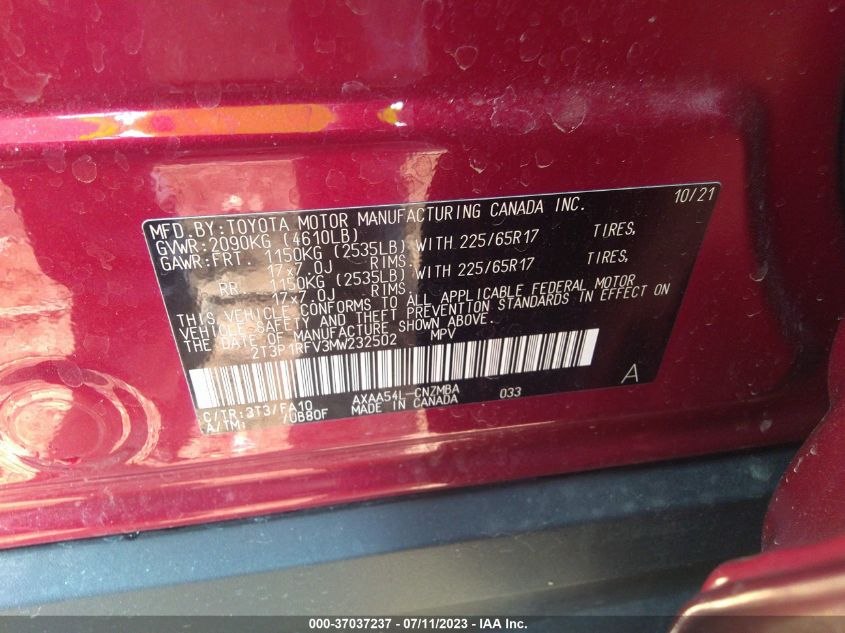 10/21
MFD.BY:TOYOTA MOTOR MANUFACTURING CANADA INC.
GVWR:2090KG (4610LB)
GAWR:FRT. 1150KG (2535LB) WITH 225/65R17 TIRES,
17x7.0J RIMS
RR. 1150KG (2535LB) WITH 225/65R17 TIRES,
17x7.0J RIMS
THIS VEHICLE CONFORMS TO ALL APPLICABLE FEDERAL MOTOR
VEHICLE SAFETY AND THEFT PREVENTION STANDARDS IN EFFECT ON
THE DATE OF MANUFACTURE SHOWN ABOVE.
2T3P1RFV3MW232502 MPV
C/TR:3T3/FA10 AXAA54L-CNZMBA 033 A
A/TM: /UB80F MADE IN CANADA
000-37037237 - 07/11/2023 - IAA Inc.